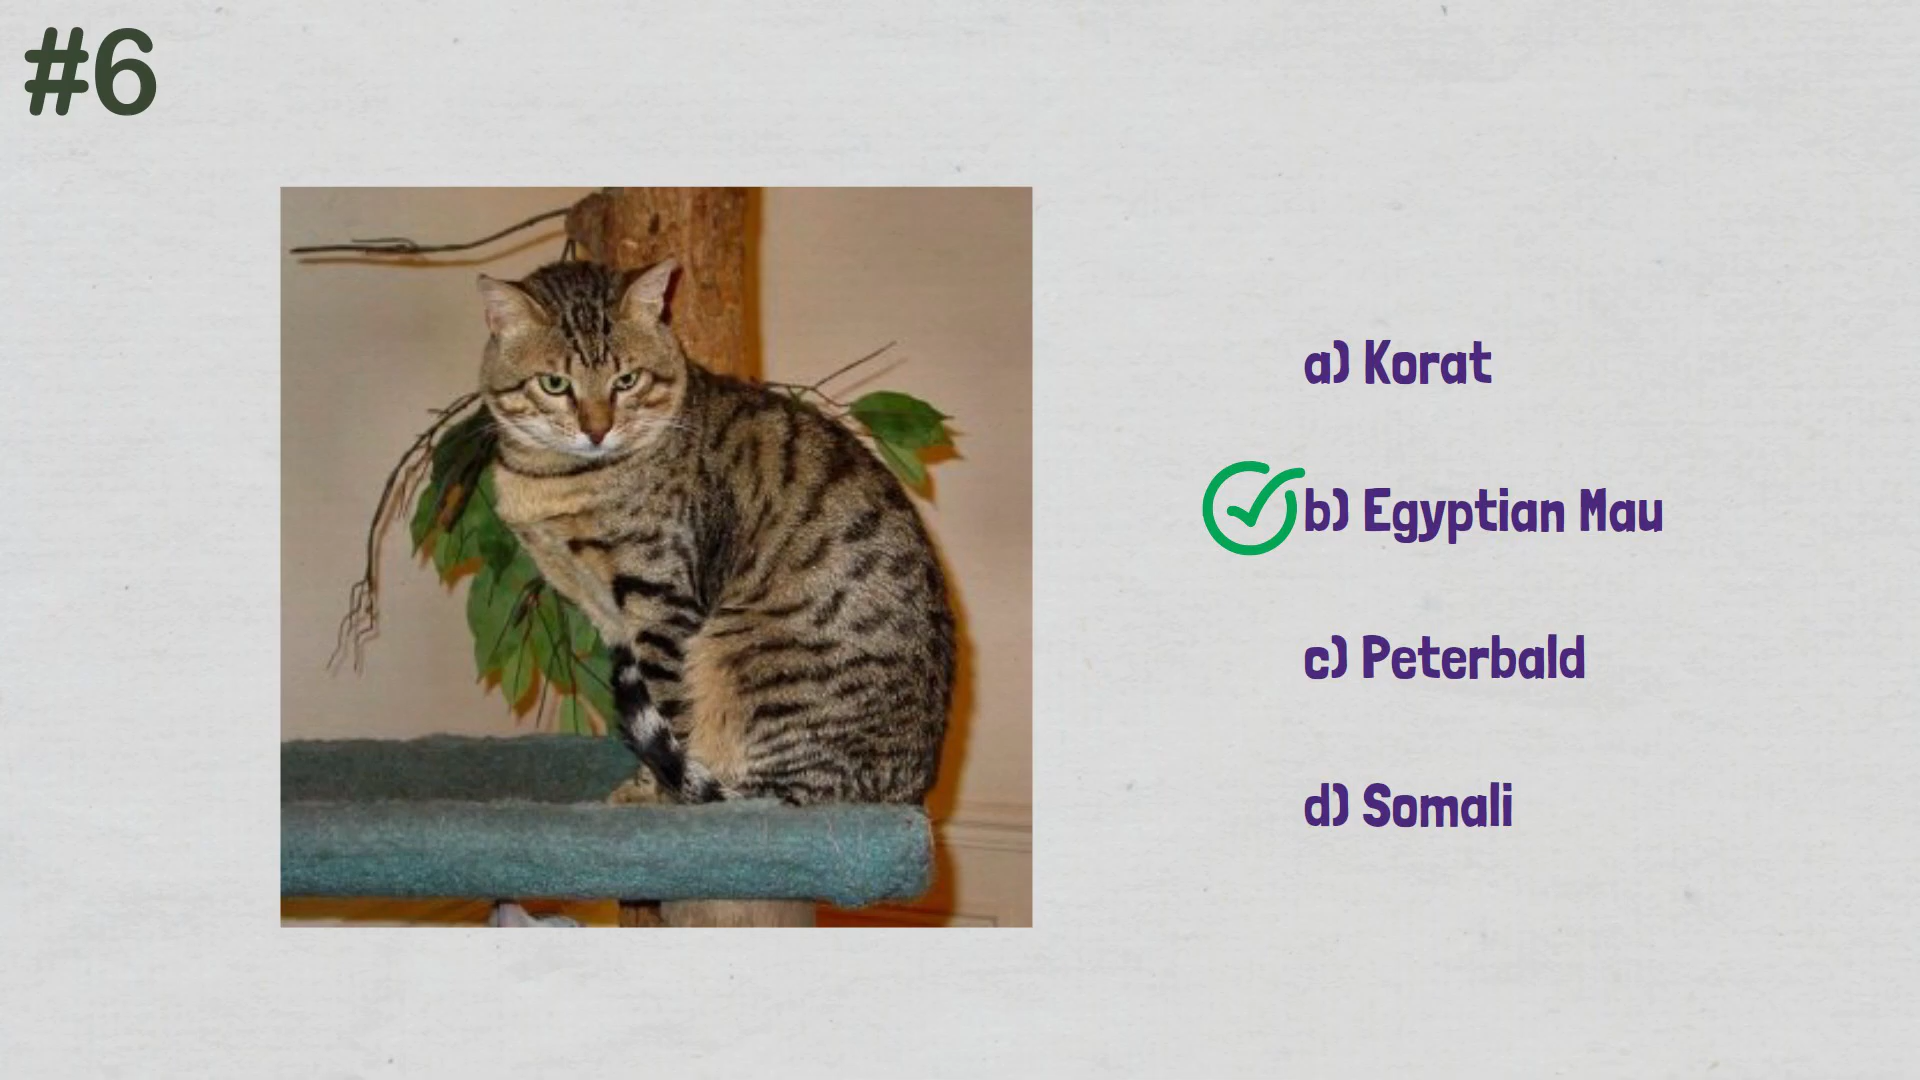 #6
a) Korat
b) Egyptian Mau
c) Peterbald
d) Somali